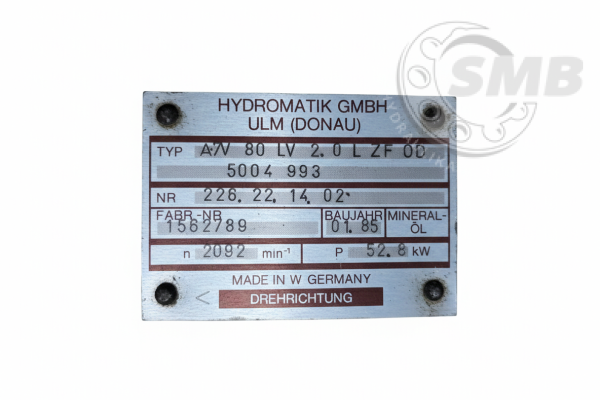 SMB
HYDRAULIKA
HYDROMATIK GMBH
ULM (DONAU)
TYP A7V 80 LV 2.0 L ZF 00
5004 993
NR 226.22.14.02
FABR.-NR BAUJAHR MINERAL-
1562789 01.85 ÖL
n 2092 min⁻¹ P 52.8 kW
MADE IN W GERMANY
< DREHRICHTUNG